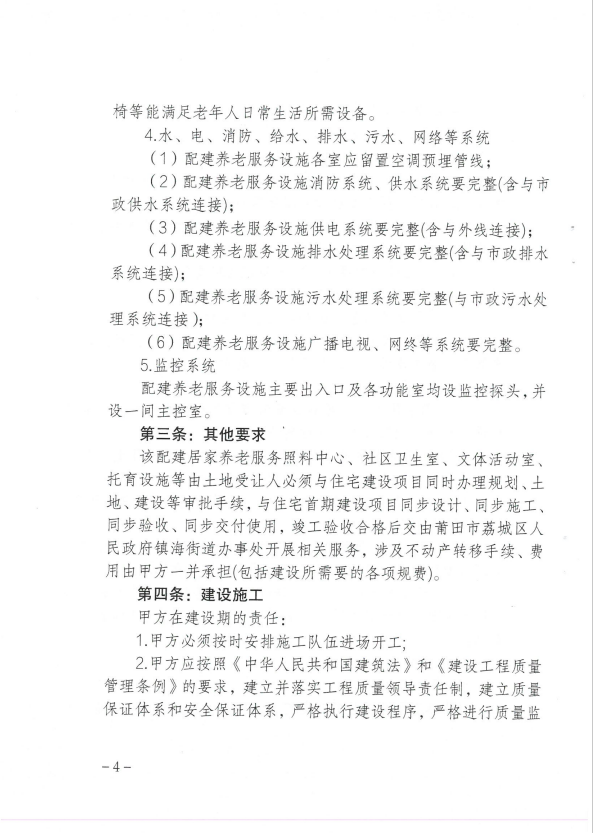 椅等能满足老年人日常生活所需设备。
4.水、电、消防、给水、排水、污水、网络等系统
（1）配建养老服务设施各室应留置空调预埋管线；
（2）配建养老服务设施消防系统、供水系统要完整(含与市
政供水系统连接)；
（3）配建养老服务设施供电系统要完整(含与外线连接)；
（4）配建养老服务设施排水处理系统要完整(含与市政排水
系统连接)；
（5）配建养老服务设施污水处理系统要完整(与市政污水处
理系统连接 )；
（6）配建养老服务设施广播电视、网终等系统要完整。
5.监控系统
配建养老服务设施主要出入口及各功能室均设监控探头,并
设一间主控室。
第三条：其他要求
该配建居家养老服务照料中心、社区卫生室、文体活动室、
托育设施等由土地受让人必须与住宅建设项目同时办理规划、土
地、建设等审批手续，与住宅首期建设项目同步设计、同步施工、
同步验收、同步交付使用，竣工验收合格后交由莆田市荔城区人
民政府镇海街道办事处开展相关服务，涉及不动产转移手续、费
用由甲方一并承担(包括建设所需要的各项规费)。
第四条：建设施工
甲方在建设期的责任：
1.甲方必须按时安排施工队伍进场开工;
2.甲方应按照《中华人民共和国建筑法》和《建设工程质量
管理条例》的要求，建立并落实工程质量领导责任制，建立质量
保证体系和安全保证体系，严格执行建设程序，严格进行质量监
-4-